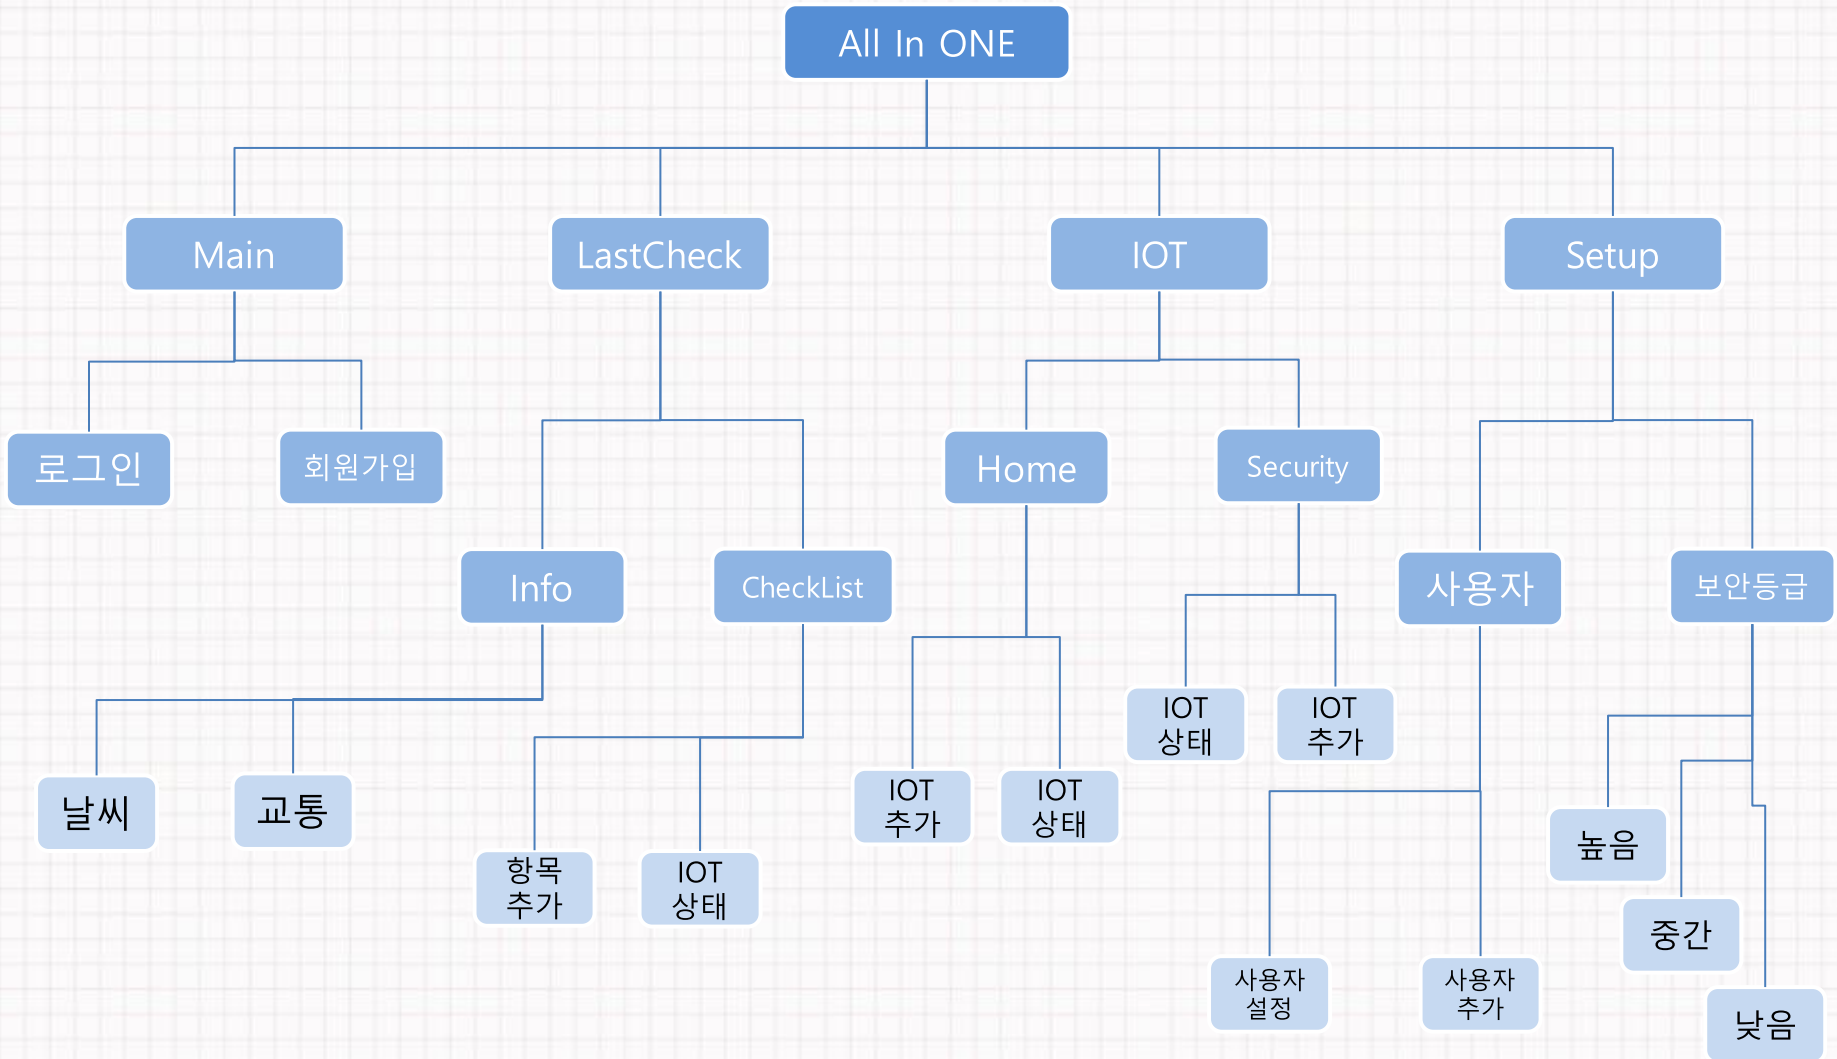 All In ONE
Main
LastCheck
IOT
Setup
로그인
회원가입
Home
Security
Info
CheckList
사용자
보안등급
IOT
상태
IOT
추가
날씨
교통
IOT
추가
IOT
상태
높음
항목
추가
IOT
상태
중간
사용자
설정
사용자
추가
낮음